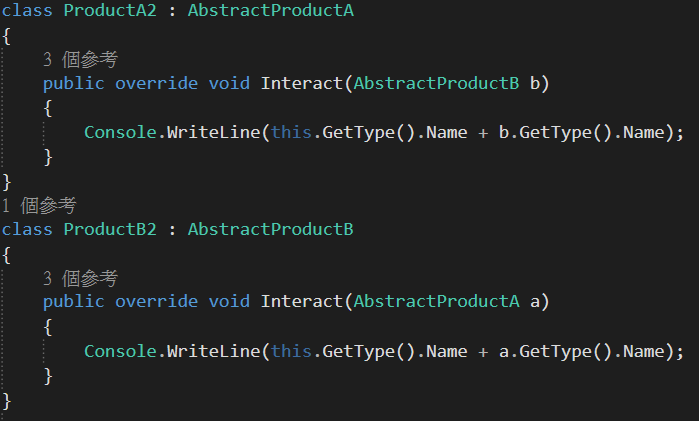 class ProductA2 : AbstractProductA
{
3 個參考
public override void Interact(AbstractProductB b)
{
Console.WriteLine(this.GetType().Name + b.GetType().Name);
}
}
1 個參考
class ProductB2 : AbstractProductB
{
3 個參考
public override void Interact(AbstractProductA a)
{
Console.WriteLine(this.GetType().Name + a.GetType().Name);
}
}